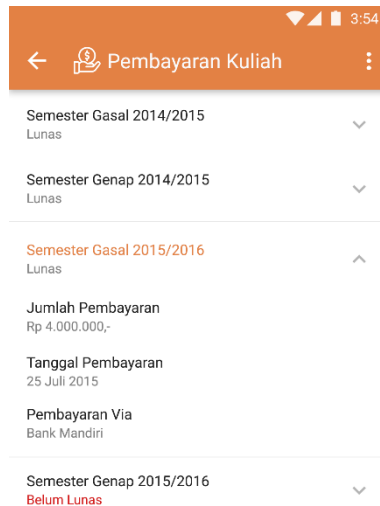 3:54
Pembayaran Kuliah
Semester Gasal 2014/2015
Lunas
Semester Genap 2014/2015
Lunas
Semester Gasal 2015/2016
Lunas
Jumlah Pembayaran
Rp 4.000.000,-
Tanggal Pembayaran
25 Juli 2015
Pembayaran Via
Bank Mandiri
Semester Genap 2015/2016
Belum Lunas